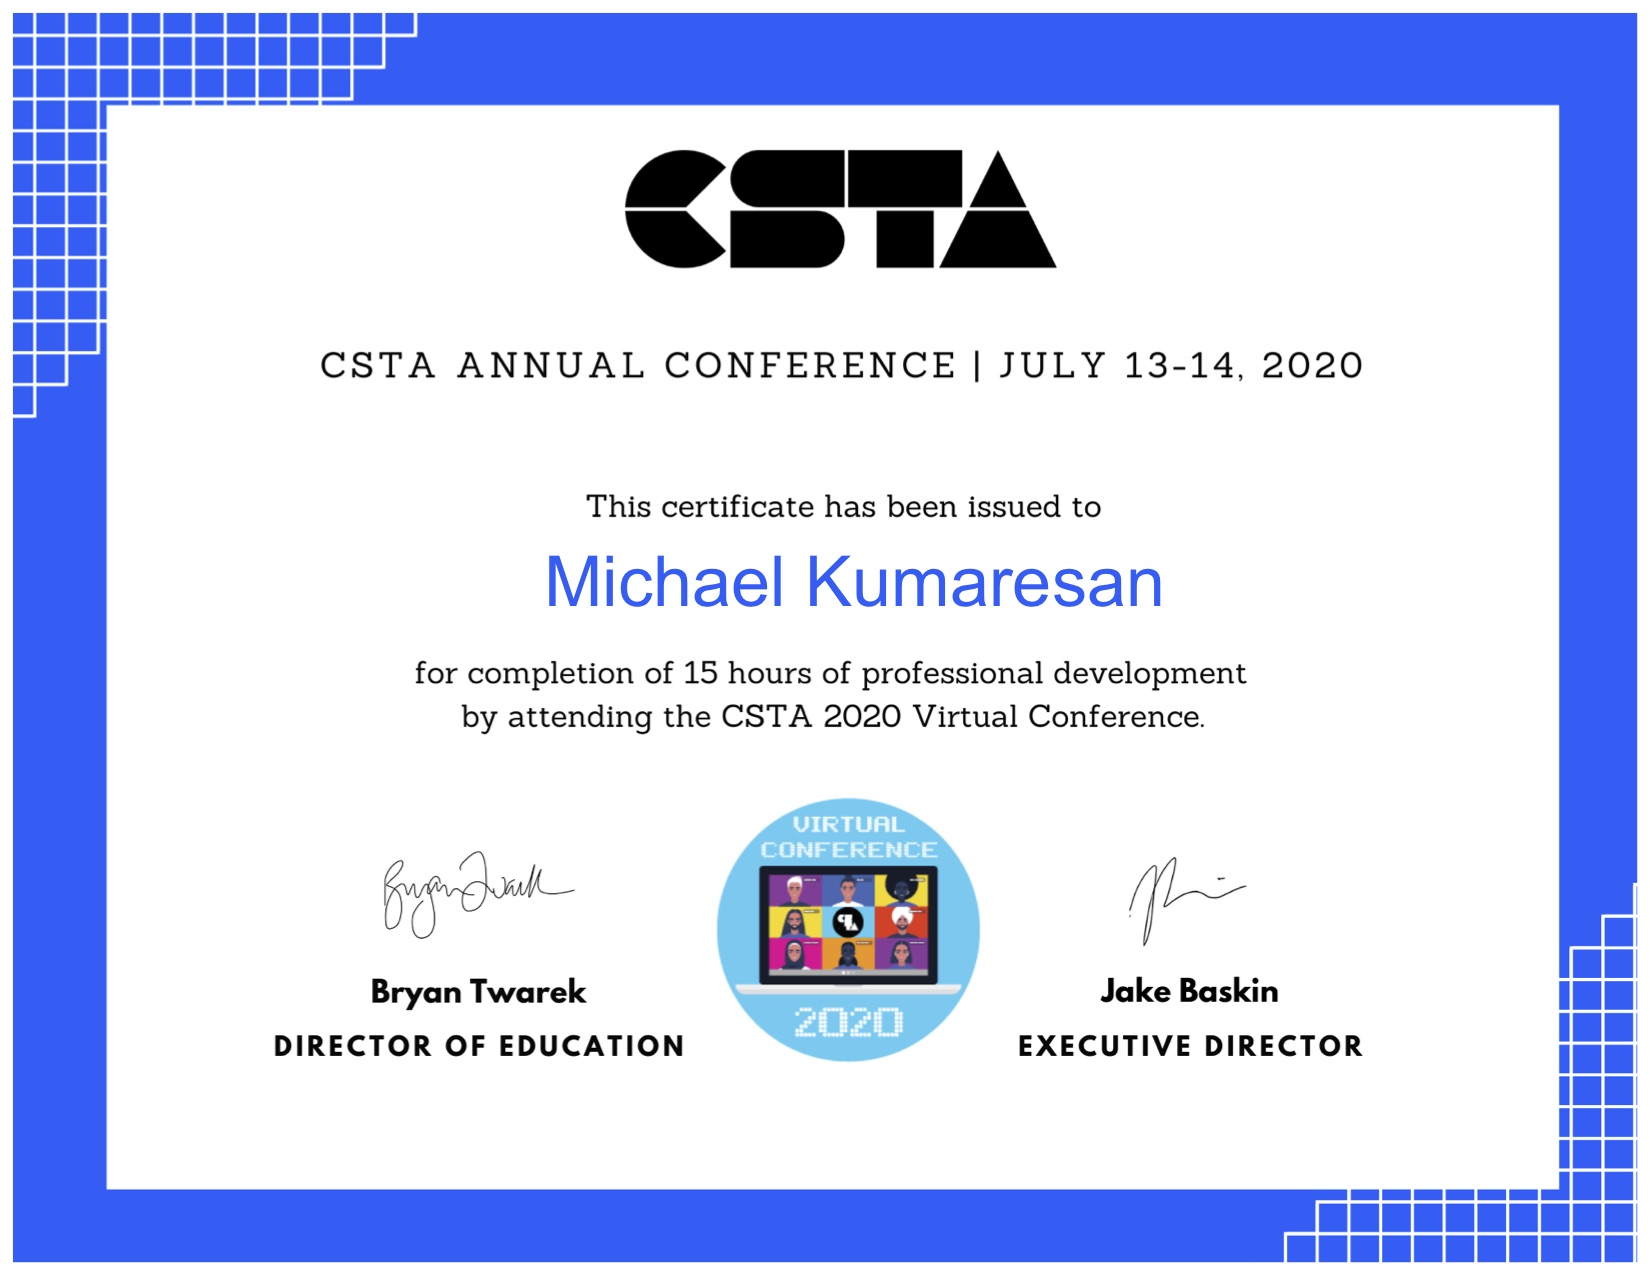 CSTA
CSTA ANNUAL CONFERENCE | JULY 13-14, 2020
This certificate has been issued to
Michael Kumaresan
for completion of 15 hours of professional development
by attending the CSTA 2020 Virtual Conference.
VIRTUAL
CONFERENCE
2020
Bryan Twarek
Bryan Twarek
DIRECTOR OF EDUCATION
Jake Baskin
EXECUTIVE DIRECTOR